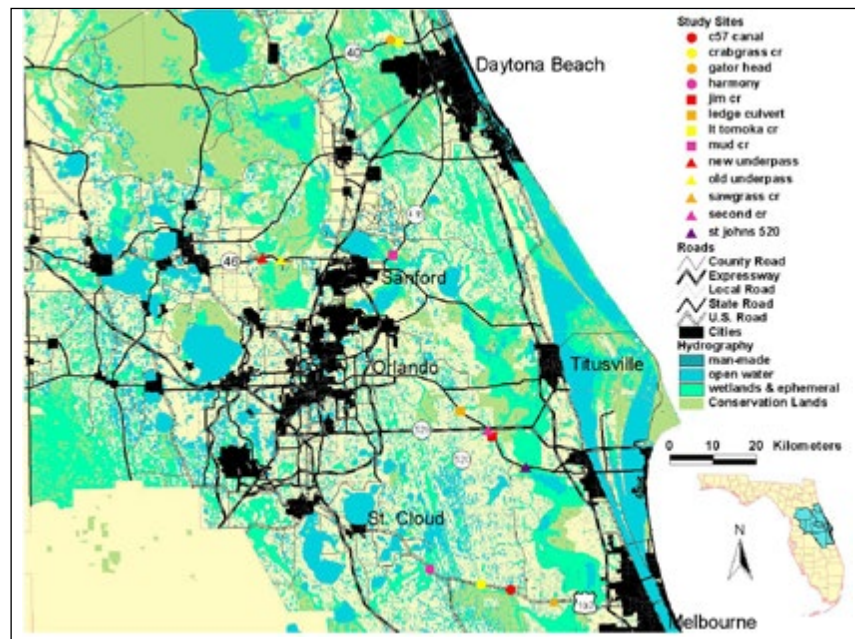 Study Sites
c57 canal
crabgrass cr
gator head
harmony
jim cr
ledge culvert
lt tomoka cr
mud cr
new underpass
old underpass
sawgrass cr
second cr
st johns 520
Roads
County Road
Expressway
Local Road
State Road
U.S. Road
Cities
Hydrography
man-made
open water
wetlands & ephemeral
Conservation Lands
0 10 20 Kilometers
N
40
Daytona Beach
46
Sanford
Orlando
Titusville
520
520
St. Cloud
192
Melbourne